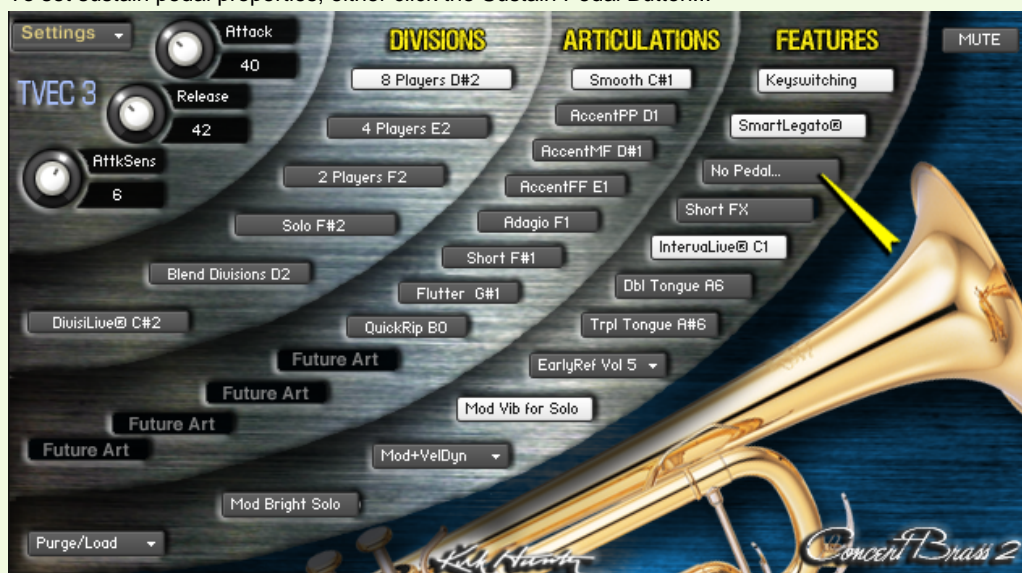 To set sustain pedal properties, either click the Sustain Pedal Button...
Settings
Attack
40
TVEC 3
Release
42
AttkSens
6
DIVISIONS
8 Players D#2
4 Players E2
2 Players F2
Solo F#2
Blend Divisions D2
DivisiLive® C#2
ARTICULATIONS
Smooth C#1
AccentPP D1
AccentMF D#1
AccentFF E1
Adagio F1
Short F#1
Flutter G#1
QuickRip B0
Future Art
Future Art
Future Art
Future Art
FEATURES
Keyswitching
SmartLegato®
No Pedal...
Short FX
IntervaLive® C1
Dbl Tongue A6
Trpl Tongue A#6
EarlyRef Vol 5
Mod Vib for Solo
Mod+VelDyn
Mod Bright Solo
Purge/Load
MUTE
Kirk Hunter
Concert Brass 2